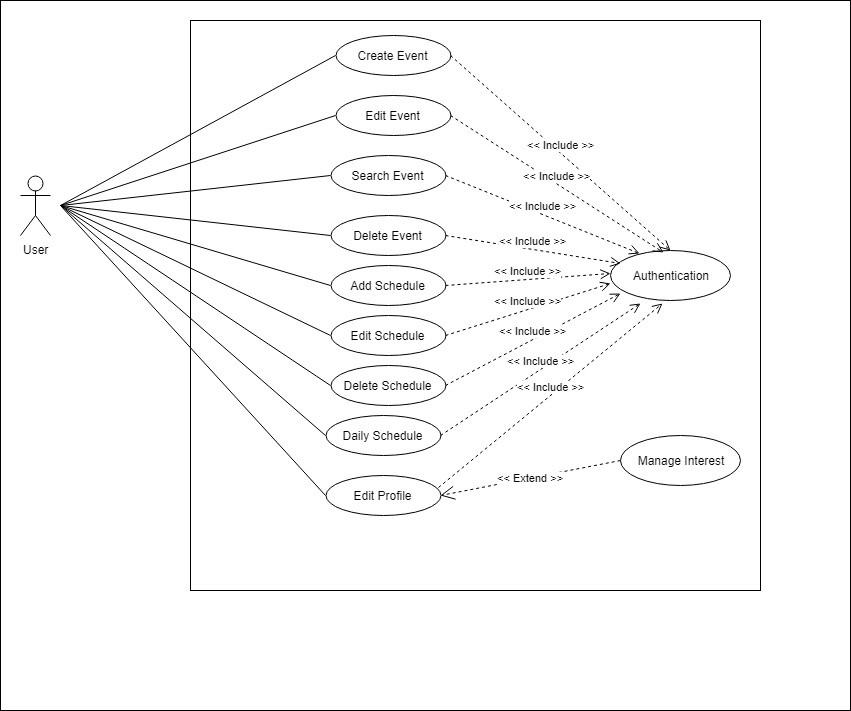 Create Event
Edit Event
<< Include >>
<< Include >>
Search Event
<< Include >>
User
Delete Event
<< Include >>
Add Schedule
<< Include >>
Authentication
Edit Schedule
<< Include >>
<< Include >>
Delete Schedule
<< Include >>
<< Include >>
Daily Schedule
Manage Interest
<< Extend >>
Edit Profile